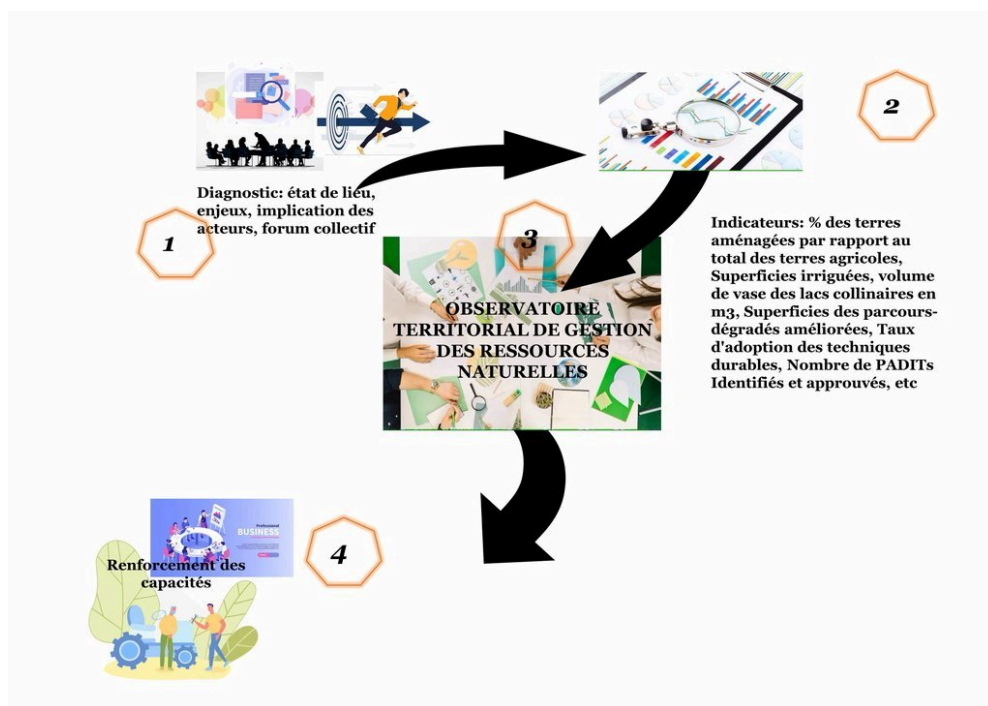 Diagnostic: état de lieu,
enjeux, implication des
acteurs, forum collectif
1
2
Indicateurs: % des terres
aménagées par rapport au
total des terres agricoles,
Superficies irriguées, volume
de vase des lacs collinaires en
m3, Superficies des parcours-
dégradés améliorées, Taux
d'adoption des techniques
durables, Nombre de PADITs
Identifiés et approuvés, etc
3
OBSERVATOIRE
TERRITORIAL DE GESTION
DES RESSOURCES
NATURELLES
Professional
BUSINESS
Renforcement des
capacités
4